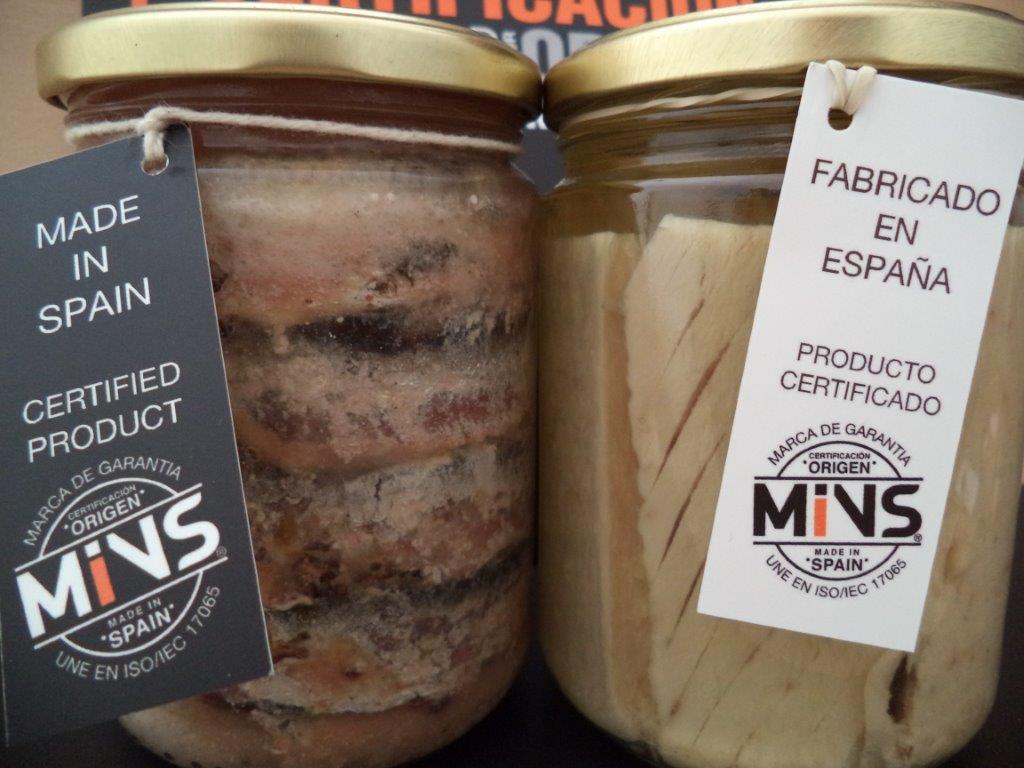 CERTIFICACIÓN
MADE
IN
SPAIN
CERTIFIED
PRODUCT
MARCA DE GARANTIA
CERTIFICACIÓN
·ORIGEN·
MiNS®
MADE IN
·SPAIN·
UNE EN ISO/IEC 17065
FABRICADO
EN
ESPAÑA
PRODUCTO
CERTIFICADO
MARCA DE GARANTIA
CERTIFICACIÓN
·ORIGEN·
MiNS®
MADE IN
·SPAIN·
UNE EN ISO/IEC 17065